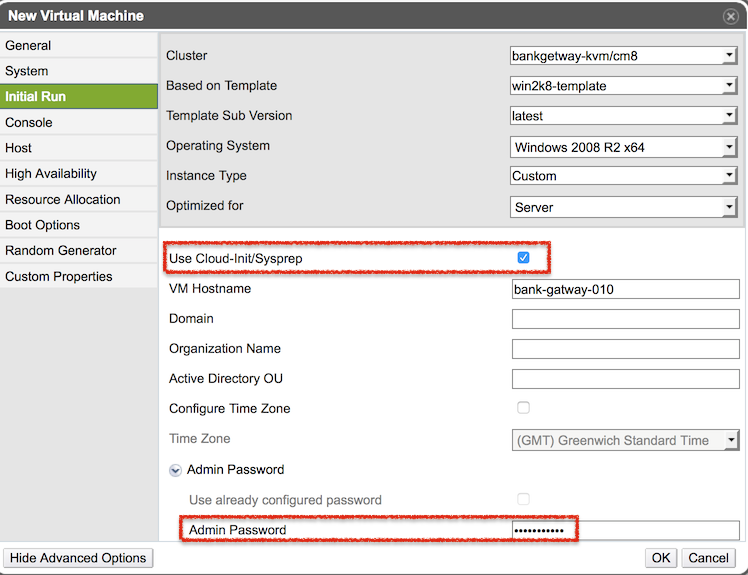 New Virtual Machine
General
System
Initial Run
Console
Host
High Availability
Resource Allocation
Boot Options
Random Generator
Custom Properties
Cluster bankgetway-kvm/cm8
Based on Template win2k8-template
Template Sub Version latest
Operating System Windows 2008 R2 x64
Instance Type Custom
Optimized for Server
Use Cloud-Init/Sysprep
VM Hostname bank-gatway-010
Domain
Organization Name
Active Directory OU
Configure Time Zone
Time Zone (GMT) Greenwich Standard Time
Admin Password
Use already configured password
Admin Password •••••••••••
Hide Advanced Options OK Cancel